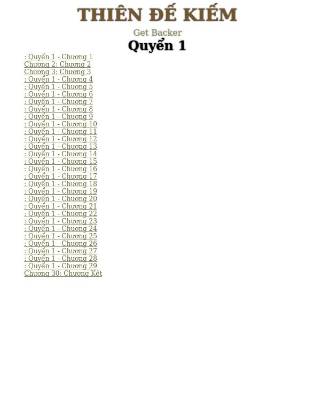 THIÊN ĐẾ KIẾM
Get Backer
Quyển 1
: Quyển 1 - Chương 1
Chương 2: Chương 2
Chương 3: Chương 3
: Quyển 1 - Chương 4
: Quyển 1 - Chương 5
: Quyển 1 - Chương 6
: Quyển 1 - Chương 7
: Quyển 1 - Chương 8
: Quyển 1 - Chương 9
: Quyển 1 - Chương 10
: Quyển 1 - Chương 11
: Quyển 1 - Chương 12
: Quyển 1 - Chương 13
: Quyển 1 - Chương 14
: Quyển 1 - Chương 15
: Quyển 1 - Chương 16
: Quyển 1 - Chương 17
: Quyển 1 - Chương 18
: Quyển 1 - Chương 19
: Quyển 1 - Chương 20
: Quyển 1 - Chương 21
: Quyển 1 - Chương 22
: Quyển 1 - Chương 23
: Quyển 1 - Chương 24
: Quyển 1 - Chương 25
: Quyển 1 - Chương 26
: Quyển 1 - Chương 27
: Quyển 1 - Chương 28
: Quyển 1 - Chương 29
Chương 30: Chương Kết